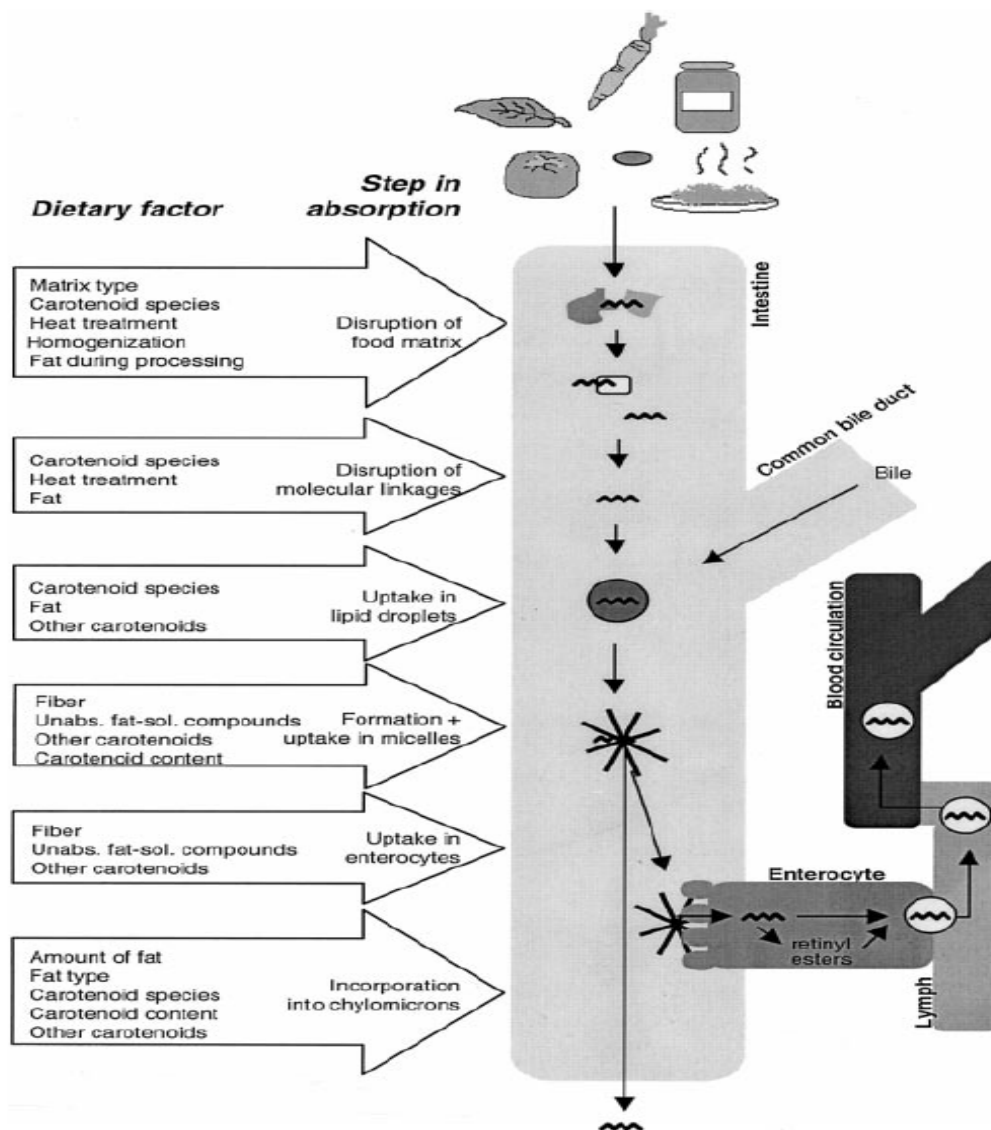 Dietary factor
Step in
absorption
Matrix type
Carotenoid species
Heat treatment
Homogenization
Fat during processing
Disruption of
food matrix
Carotenoid species
Heat treatment
Fat
Disruption of
molecular linkages
Carotenoid species
Fat
Other carotenoids
Uptake in
lipid droplets
Fiber
Unabs. fat-sol. compounds
Other carotenoids
Carotenoid content
Formation +
uptake in micelles
Fiber
Unabs. fat-sol. compounds
Other carotenoids
Uptake in
enterocytes
Amount of fat
Fat type
Carotenoid species
Carotenoid content
Other carotenoids
Incorporation
into chylomicrons
Intestine
Common bile duct
Bile
Blood circulation
Enterocyte
retinyl
esters
Lymph